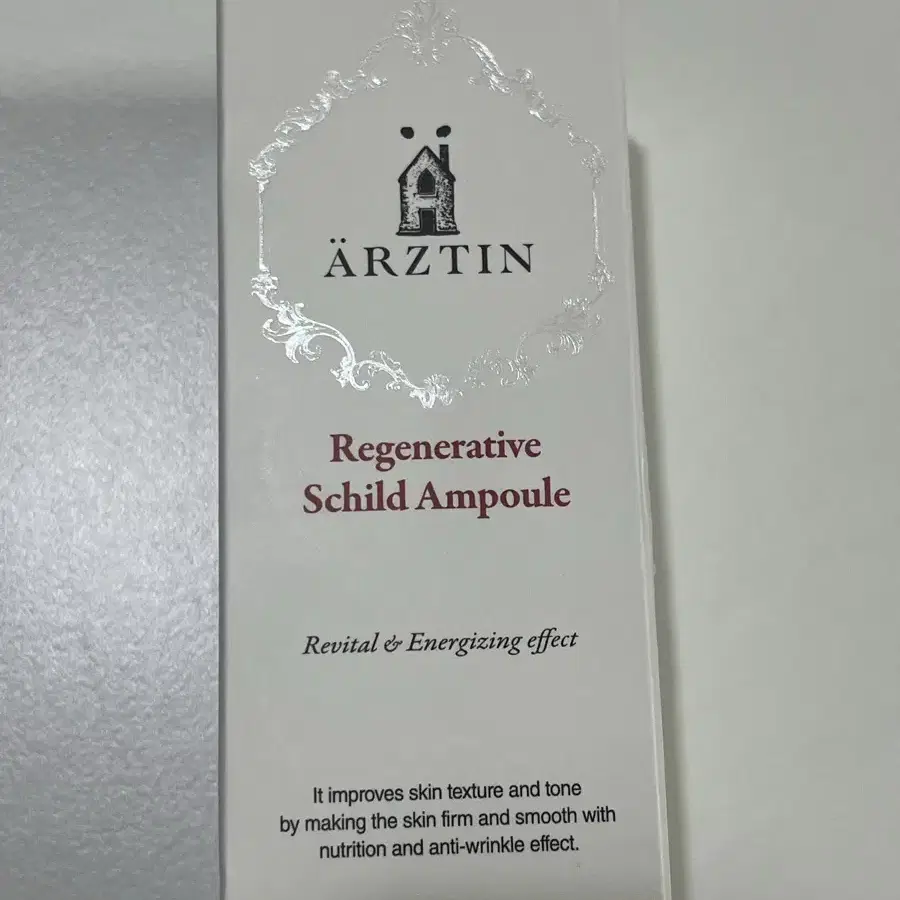 ÄRZTIN
Regenerative
Schild Ampoule
Revital & Energizing effect
It improves skin texture and tone
by making the skin firm and smooth with
nutrition and anti-wrinkle effect.